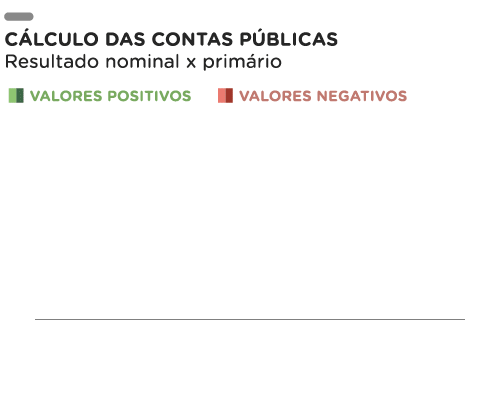 CÁLCULO DAS CONTAS PÚBLICAS
Resultado nominal x primário
VALORES POSITIVOS
VALORES NEGATIVOS